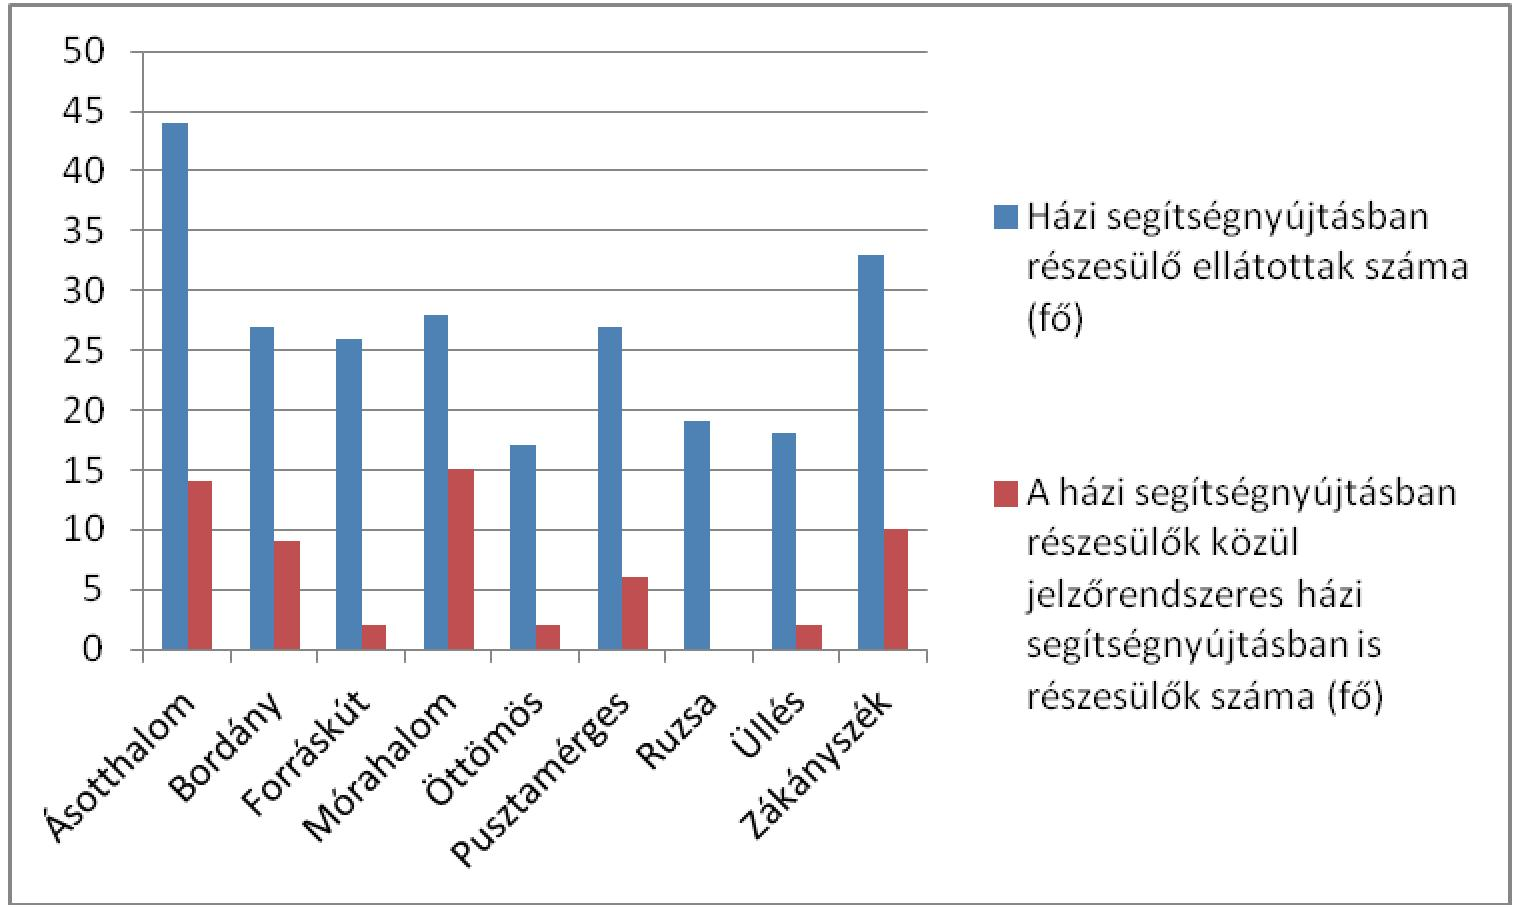 50
45
40
35
30
25
20
15
10
5
0
Ásotthalom
Bordány
Forráskút
Mórahalom
Öttömös
Pusztamérges
Ruzsa
Üllés
Zákányszék
Házi segítségnyújtásban
részesülő ellátottak száma
(fő)
A házi segítségnyújtásban
részesülők közül
jelzőrendszeres házi
segítségnyújtásban is
részesülők száma (fő)